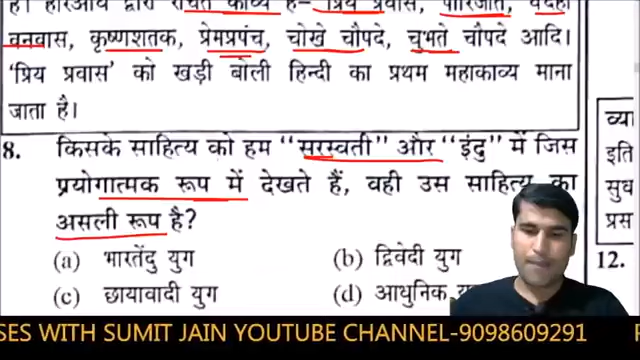 है। हरिऔध द्वारा रचित काव्य है– प्रिय प्रवास, पारिजात, वैदेही
वनवास, कृष्णशतक, प्रेमप्रपंच, चोखे चौपदे, चुभते चौपदे आदि।
‘प्रिय प्रवास’ को खड़ी बोली हिन्दी का प्रथम महाकाव्य माना
जाता है।
8. किसके साहित्य को हम “सरस्वती” और “इंदु” में जिस
प्रयोगात्मक रूप में देखते हैं, वही उस साहित्य का
असली रूप है?
(a) भारतेंदु युग (b) द्विवेदी युग
(c) छायावादी युग (d) आधुनिक
व्या
इति
सुध
प्रस
12.
SES WITH SUMIT JAIN YOUTUBE CHANNEL-9098609291